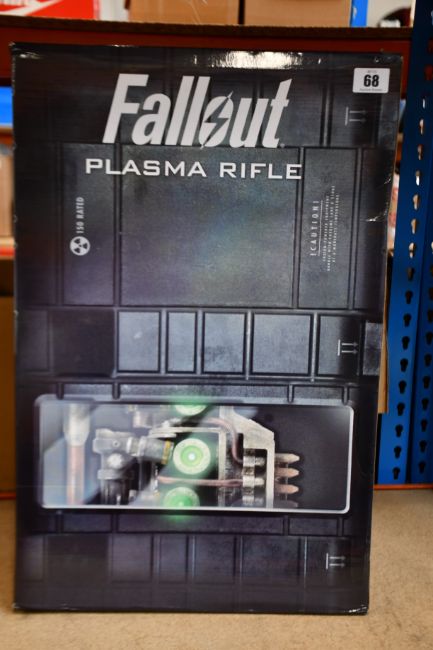 68
Fallout
PLASMA RIFLE
150 RATED
[CAUTION]